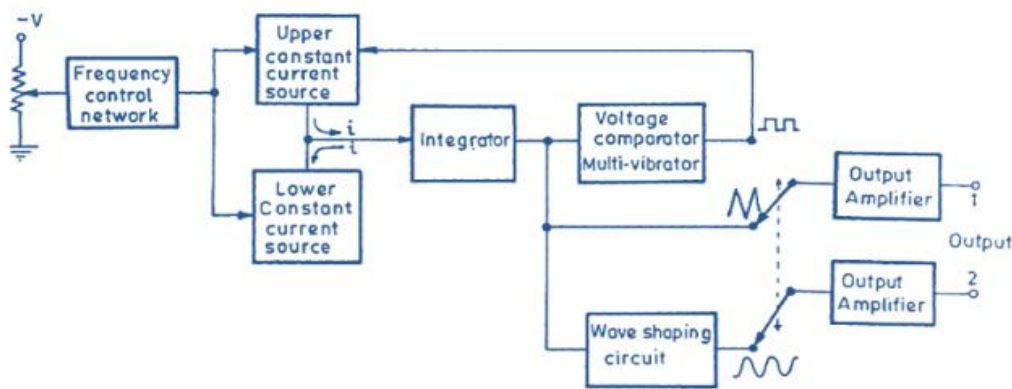 -V
Frequency
control
network
Upper
constant
current
source
i
i
Lower
Constant
current
source
Integrator
Voltage
comparator
Multi-vibrator
Output
Amplifier
1
Output
Output
Amplifier
2
Wave shaping
circuit